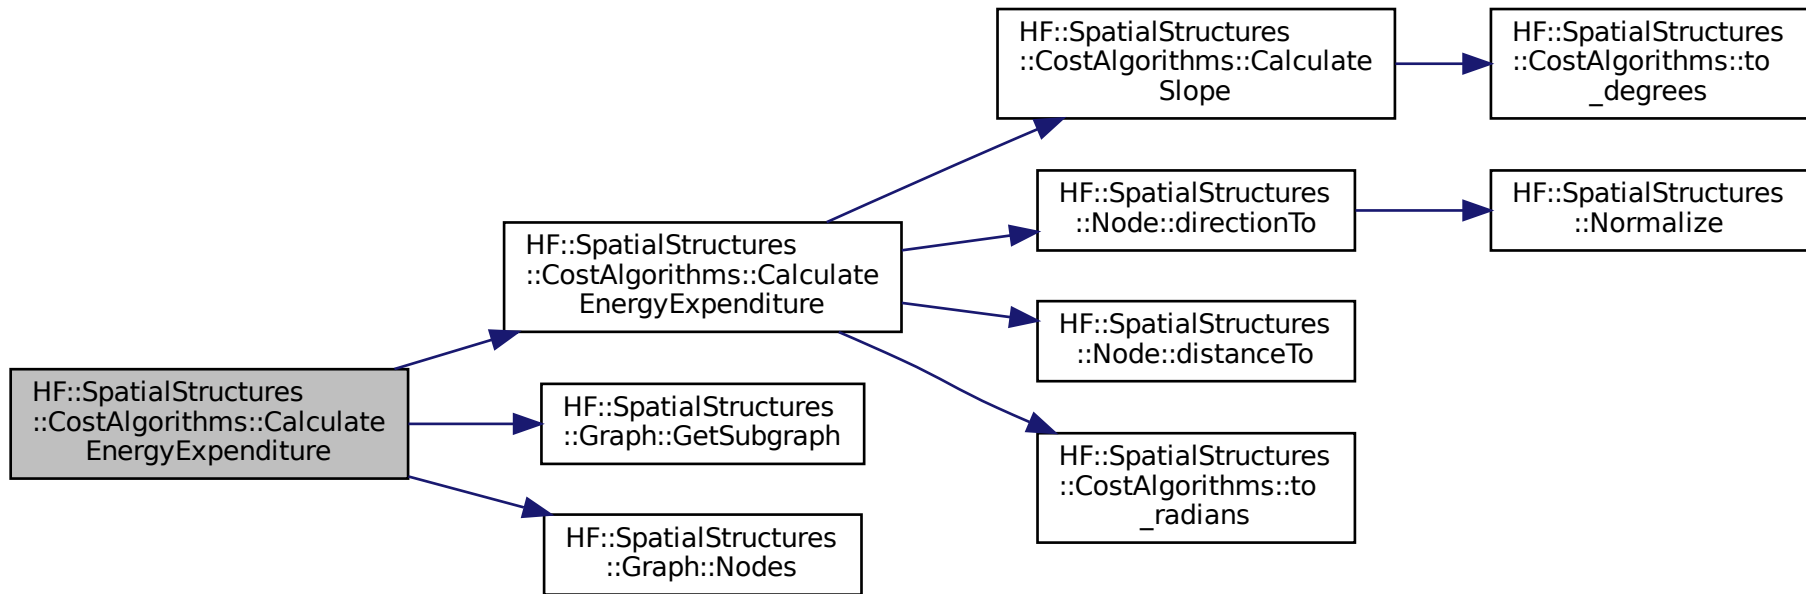 HF::SpatialStructures
::CostAlgorithms::Calculate
EnergyExpenditure
HF::SpatialStructures
::CostAlgorithms::Calculate
EnergyExpenditure
HF::SpatialStructures
::CostAlgorithms::Calculate
Slope
HF::SpatialStructures
::CostAlgorithms::to
_degrees
HF::SpatialStructures
::Node::directionTo
HF::SpatialStructures
::Normalize
HF::SpatialStructures
::Node::distanceTo
HF::SpatialStructures
::CostAlgorithms::to
_radians
HF::SpatialStructures
::Graph::GetSubgraph
HF::SpatialStructures
::Graph::Nodes